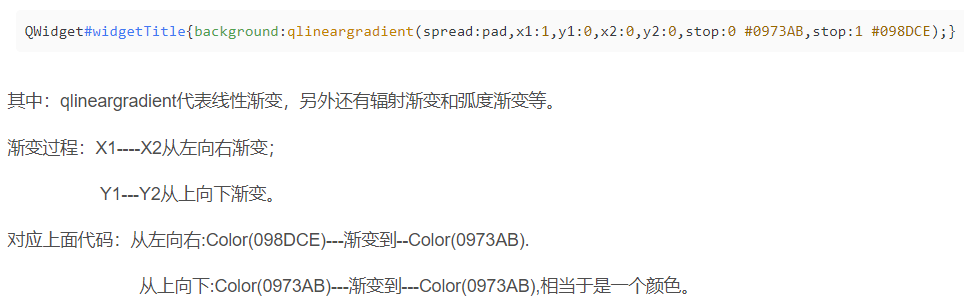 QWidget#widgetTitle{background:qlineargradient(spread:pad,x1:1,y1:0,x2:0,y2:0,stop:0 #0973AB,stop:1 #098DCE);}
其中：qlineargradient代表线性渐变，另外还有辐射渐变和弧度渐变等。
渐变过程：X1----X2从左向右渐变；
Y1---Y2从上向下渐变。
对应上面代码：从左向右:Color(098DCE)---渐变到--Color(0973AB).
从上向下:Color(0973AB)---渐变到---Color(0973AB),相当于是一个颜色。